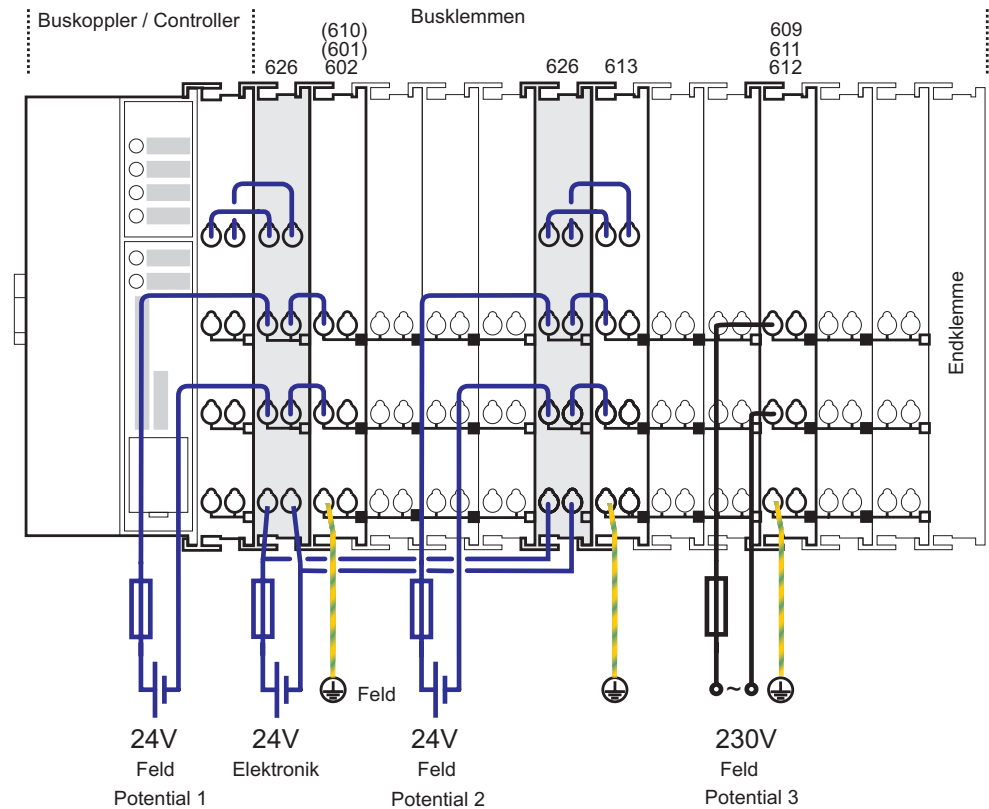 Buskoppler / Controller
Busklemmen
626
(610)
(601)
602
626
613
609
611
612
Endklemme
Feld
~
24V
Feld
Potential 1
24V
Elektronik
24V
Feld
Potential 2
230V
Feld
Potential 3